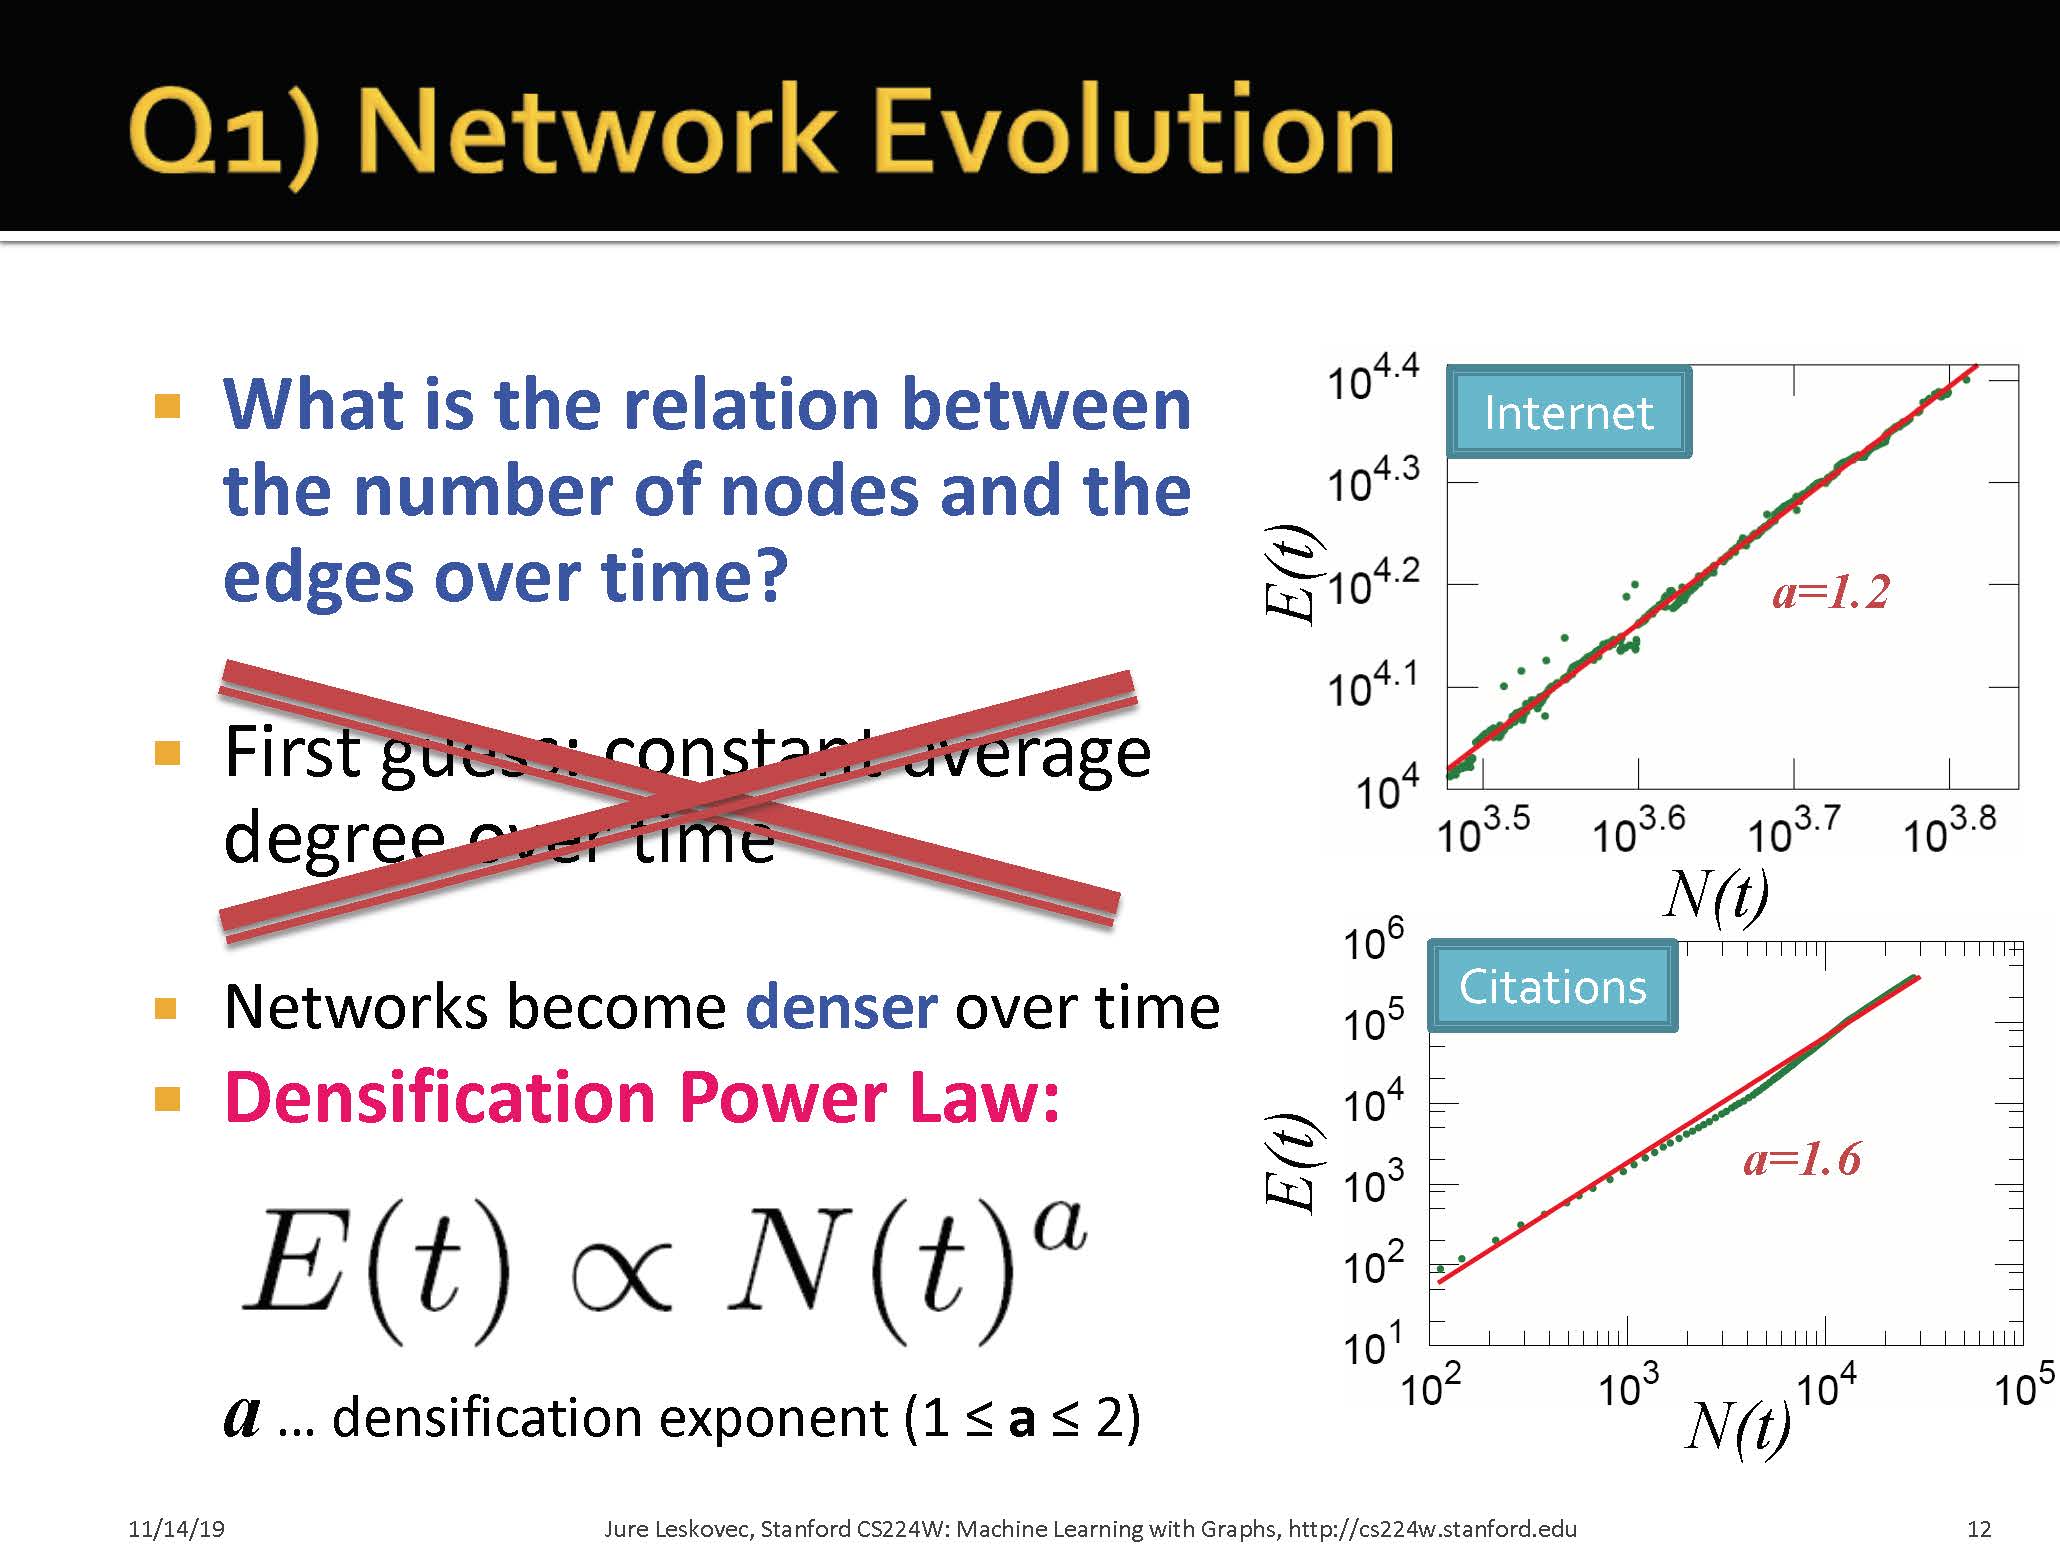 Q1) Network Evolution
What is the relation between
the number of nodes and the
edges over time?
First guess: constant average
degree over time
Networks become denser over time
Densification Power Law:
E(t) ∝ N(t)^a
a … densification exponent (1 ≤ a ≤ 2)
Internet
10^4.4
10^4.3
10^4.2
10^4.1
10^4
E(t)
a=1.2
10^3.5 10^3.6 10^3.7 10^3.8
N(t)
Citations
10^6
10^5
10^4
10^3
10^2
10^1
E(t)
a=1.6
10^2 10^3 10^4 10^5
N(t)
11/14/19
Jure Leskovec, Stanford CS224W: Machine Learning with Graphs, http://cs224w.stanford.edu
12